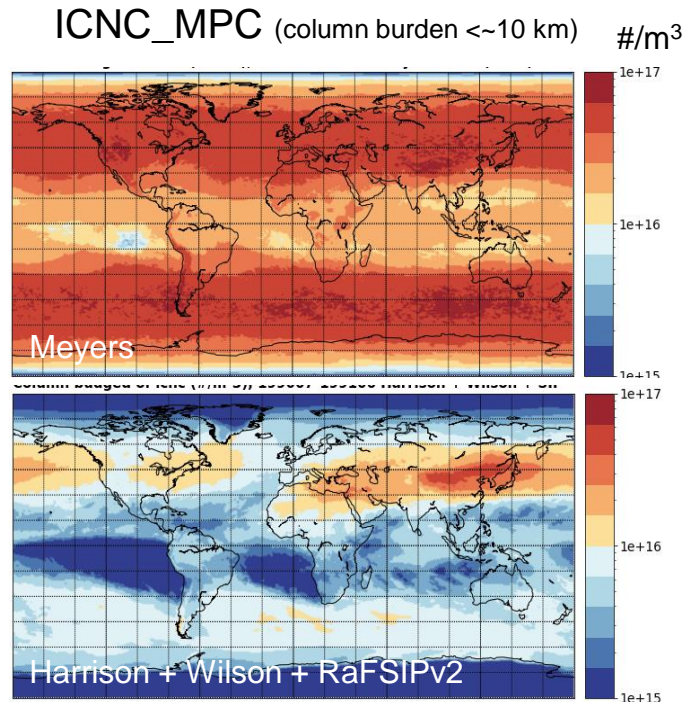 ICNC_MPC (column burden <~10 km) #/m³
1e+17
1e+16
Meyers
1e+15
1e+17
1e+16
Harrison + Wilson + RaFSIPv2
1e+15